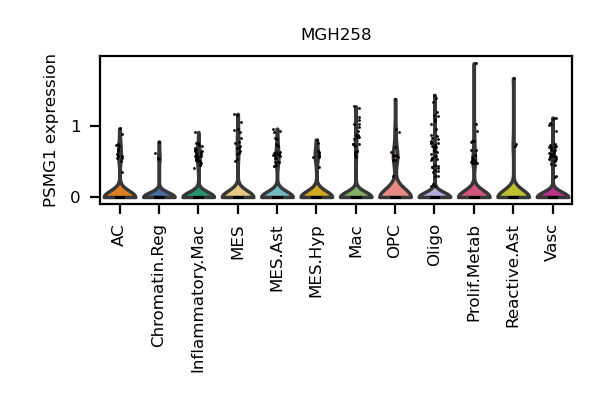 MGH258
PSMG1 expression
1
0
AC
Chromatin.Reg
Inflammatory.Mac
MES
MES.Ast
MES.Hyp
Mac
OPC
Oligo
Prolif.Metab
Reactive.Ast
Vasc